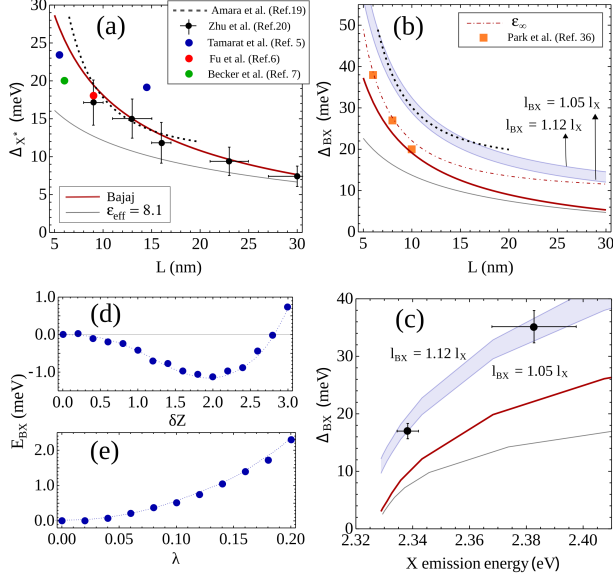 (a)
Amara et al. (Ref.19)
Zhu et al. (Ref.20)
Tamarat et al. (Ref. 5)
Fu et al. (Ref.6)
Becker et al. (Ref. 7)
Bajaj
ε_eff = 8.1
Δ_X* (meV)
30
25
20
15
10
5
0
5 10 15 20 25 30
L (nm)
(b)
ε_∞
Park et al. (Ref. 36)
l_BX = 1.05 l_X
l_BX = 1.12 l_X
Δ_BX (meV)
50
40
30
20
10
0
5 10 15 20 25 30
L (nm)
(d)
1.0
0.0
-1.0
0.0 0.5 1.0 1.5 2.0 2.5 3.0
δZ
E_BX (meV)
(e)
2.0
1.0
0.0
0.00 0.05 0.10 0.15 0.20
λ
(c)
l_BX = 1.12 l_X
l_BX = 1.05 l_X
Δ_BX (meV)
40
30
20
10
0
2.32 2.34 2.36 2.38 2.40
X emission energy (eV)